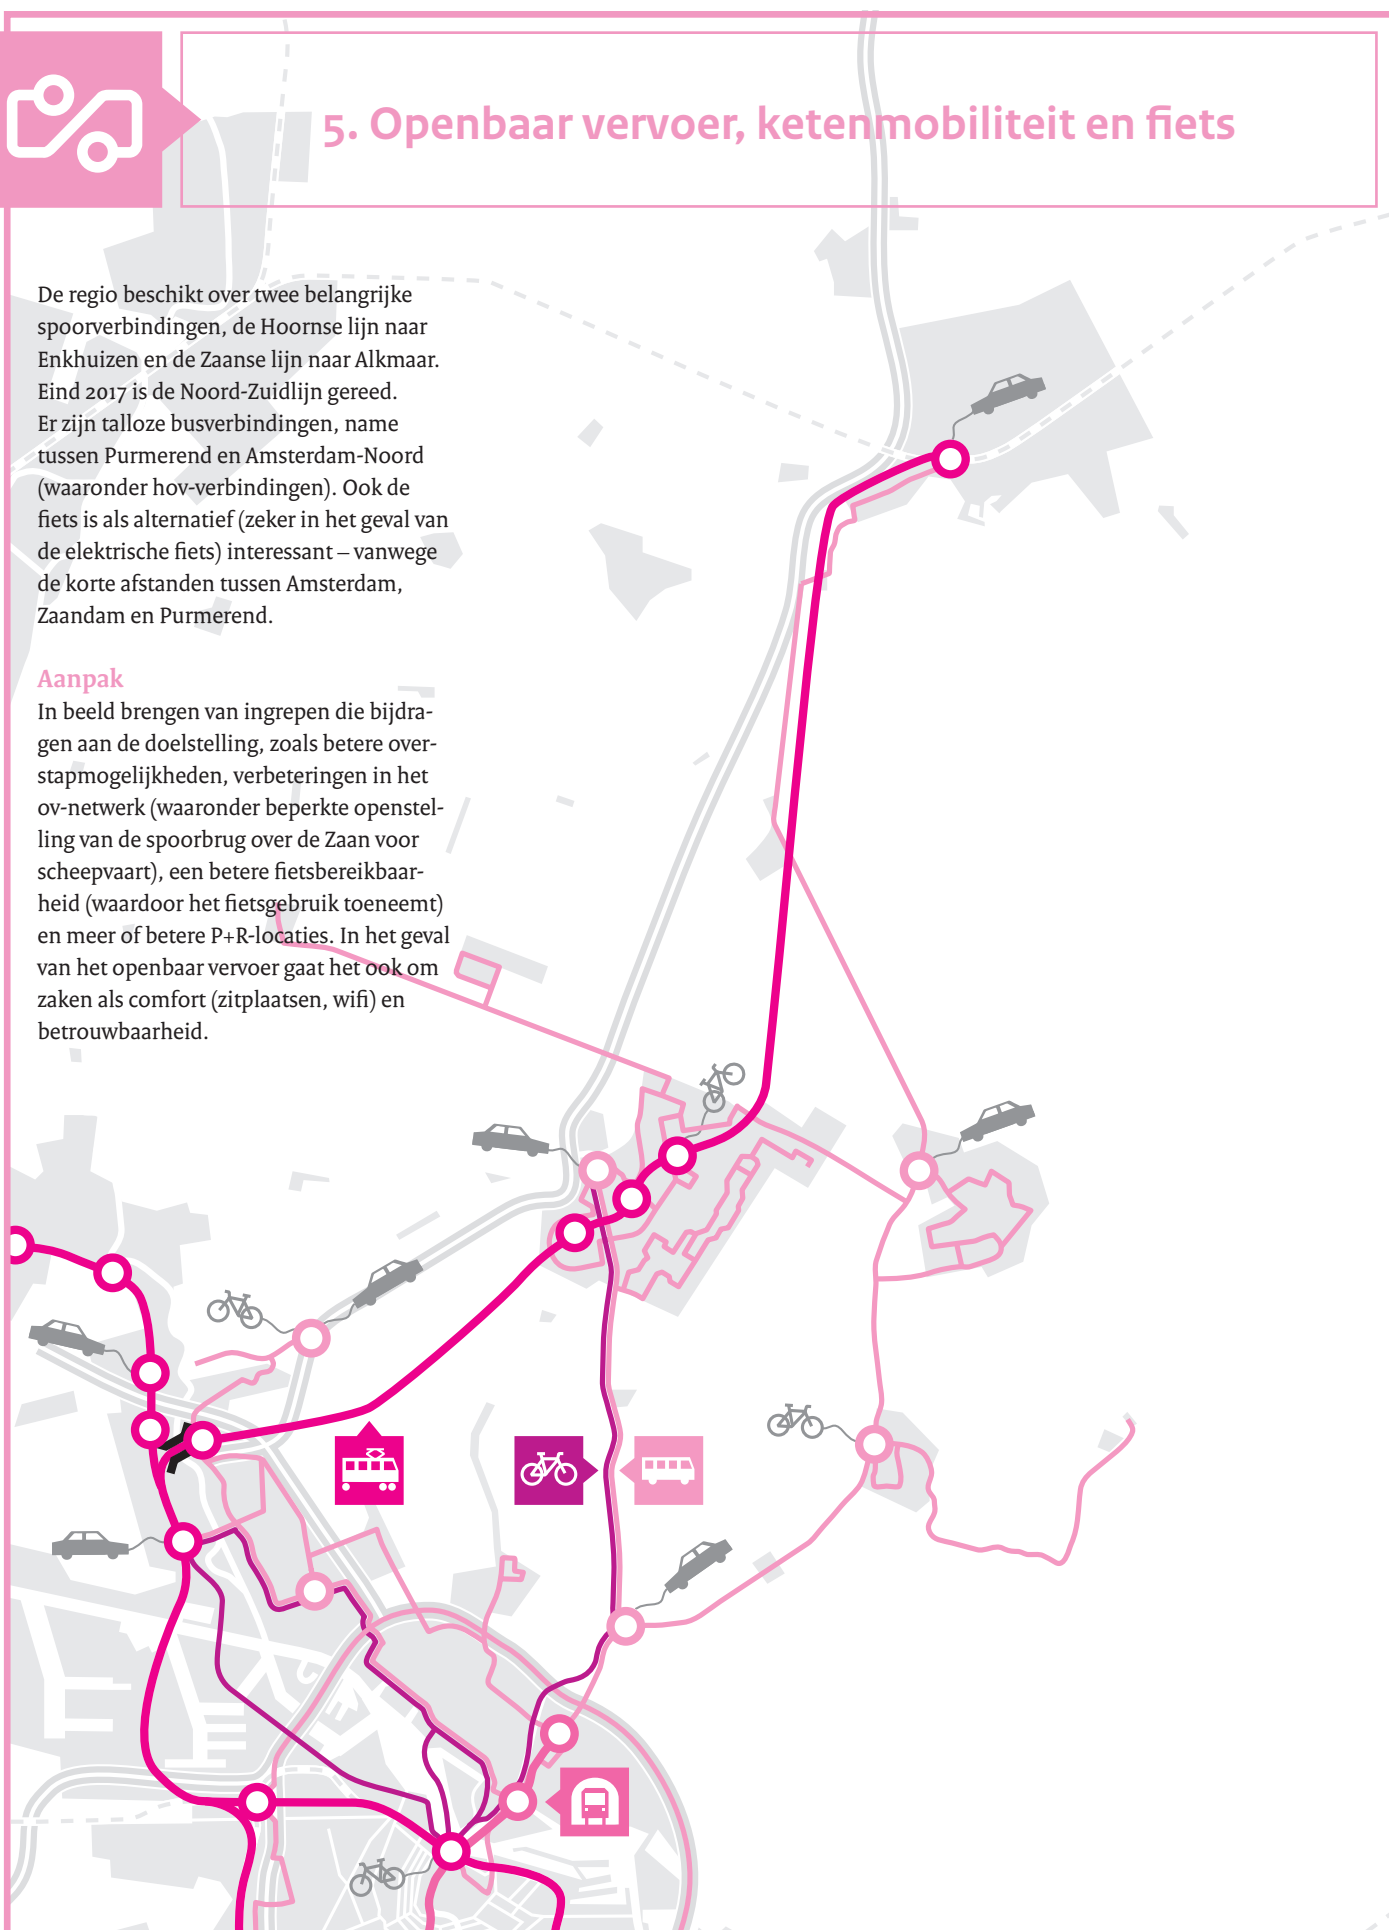 5. Openbaar vervoer, ketenmobiliteit en fiets
De regio beschikt over twee belangrijke
spoorverbindingen, de Hoornse lijn naar
Enkhuizen en de Zaanse lijn naar Alkmaar.
Eind 2017 is de Noord-Zuidlijn gereed.
Er zijn talloze busverbindingen, name
tussen Purmerend en Amsterdam-Noord
(waaronder hov-verbindingen). Ook de
fiets is als alternatief (zeker in het geval van
de elektrische fiets) interessant – vanwege
de korte afstanden tussen Amsterdam,
Zaandam en Purmerend.
Aanpak
In beeld brengen van ingrepen die bijdra-
gen aan de doelstelling, zoals betere over-
stapmogelijkheden, verbeteringen in het
ov-netwerk (waaronder beperkte openstel-
ling van de spoorbrug over de Zaan voor
scheepvaart), een betere fietsbereikbaar-
heid (waardoor het fietsgebruik toeneemt)
en meer of betere P+R-locaties. In het geval
van het openbaar vervoer gaat het ook om
zaken als comfort (zitplaatsen, wifi) en
betrouwbaarheid.